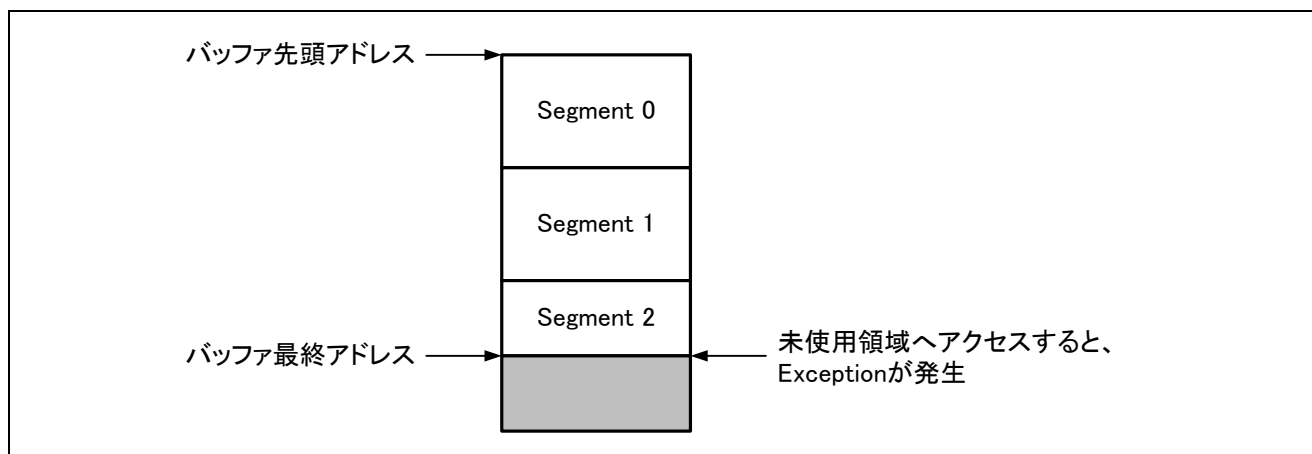 バッファ先頭アドレス
Segment 0
Segment 1
Segment 2
バッファ最終アドレス
未使用領域へアクセスすると、
Exceptionが発生